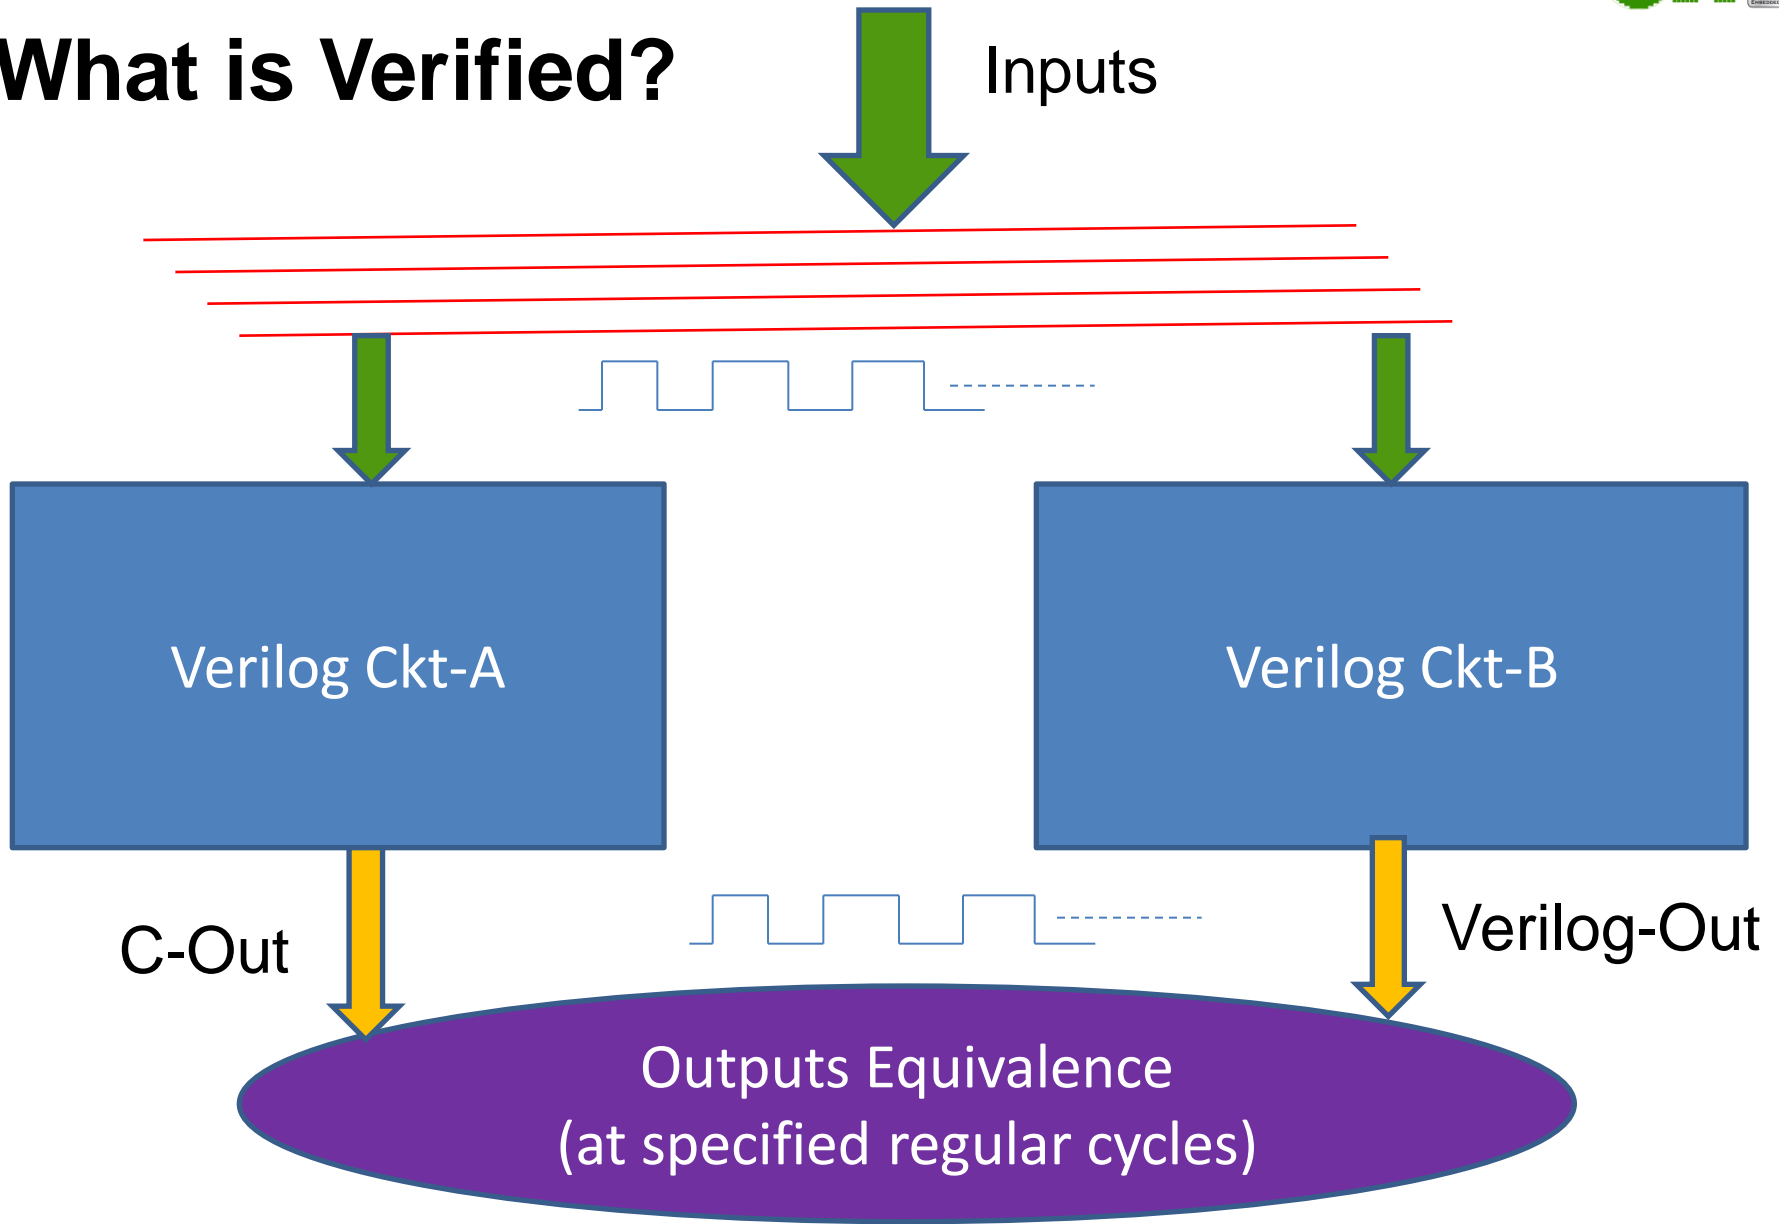 What is Verified?
Inputs
Verilog Ckt-A
Verilog Ckt-B
C-Out
Verilog-Out
Outputs Equivalence
(at specified regular cycles)